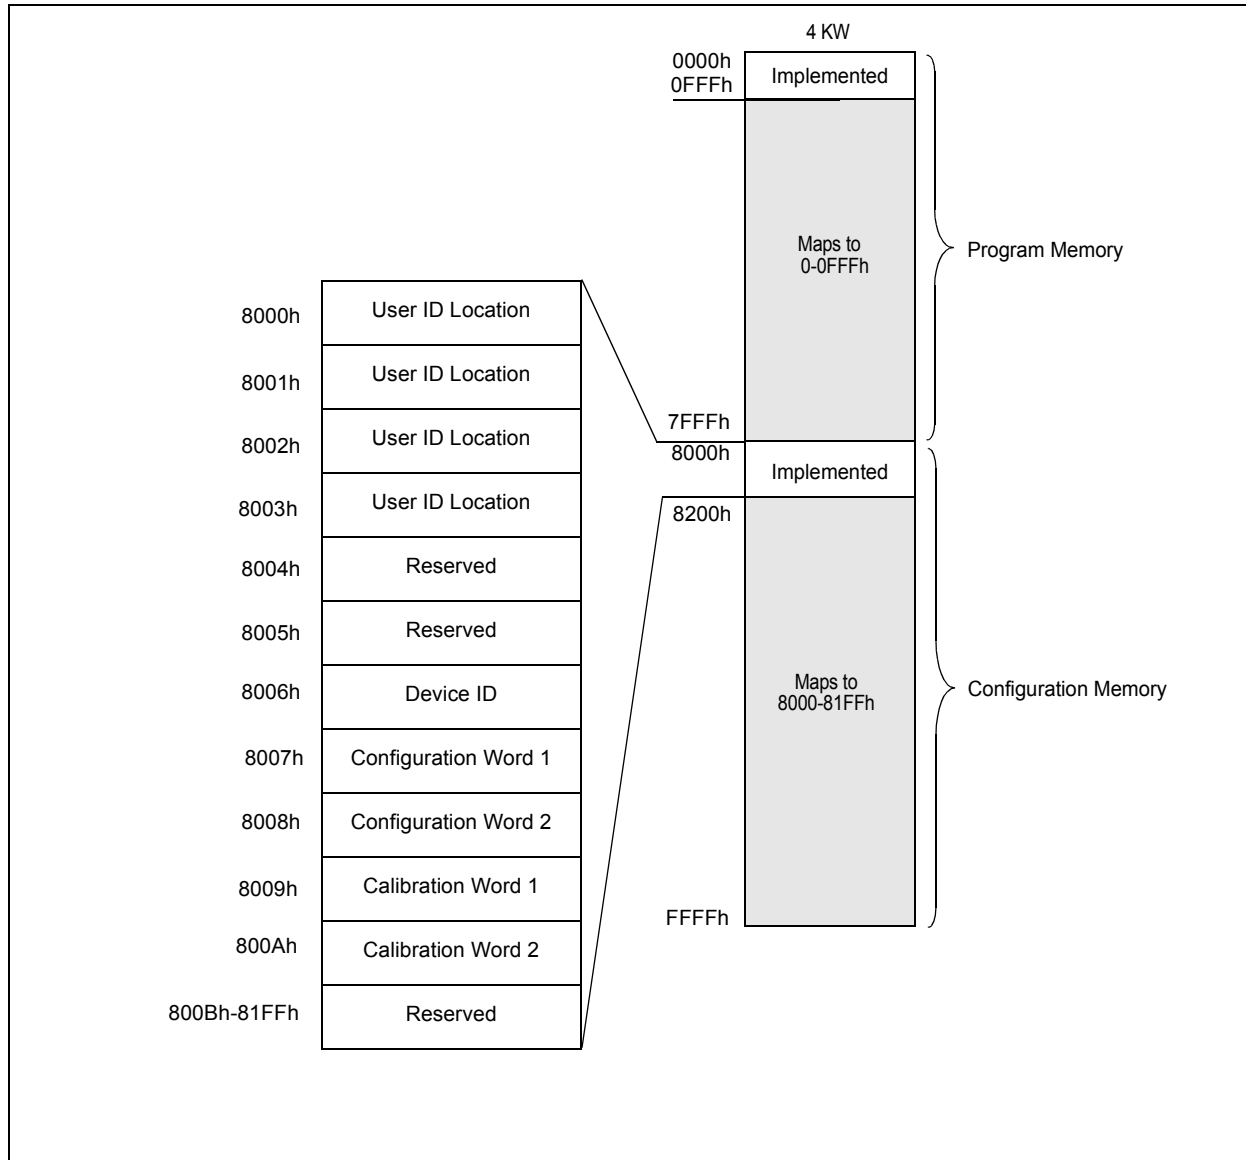 4 KW
0000h
0FFFh
Implemented
Maps to
0-0FFFh
Program Memory
7FFFh
8000h
Implemented
8200h
Maps to
8000-81FFh
Configuration Memory
FFFFh
8000h User ID Location
8001h User ID Location
8002h User ID Location
8003h User ID Location
8004h Reserved
8005h Reserved
8006h Device ID
8007h Configuration Word 1
8008h Configuration Word 2
8009h Calibration Word 1
800Ah Calibration Word 2
800Bh-81FFh Reserved